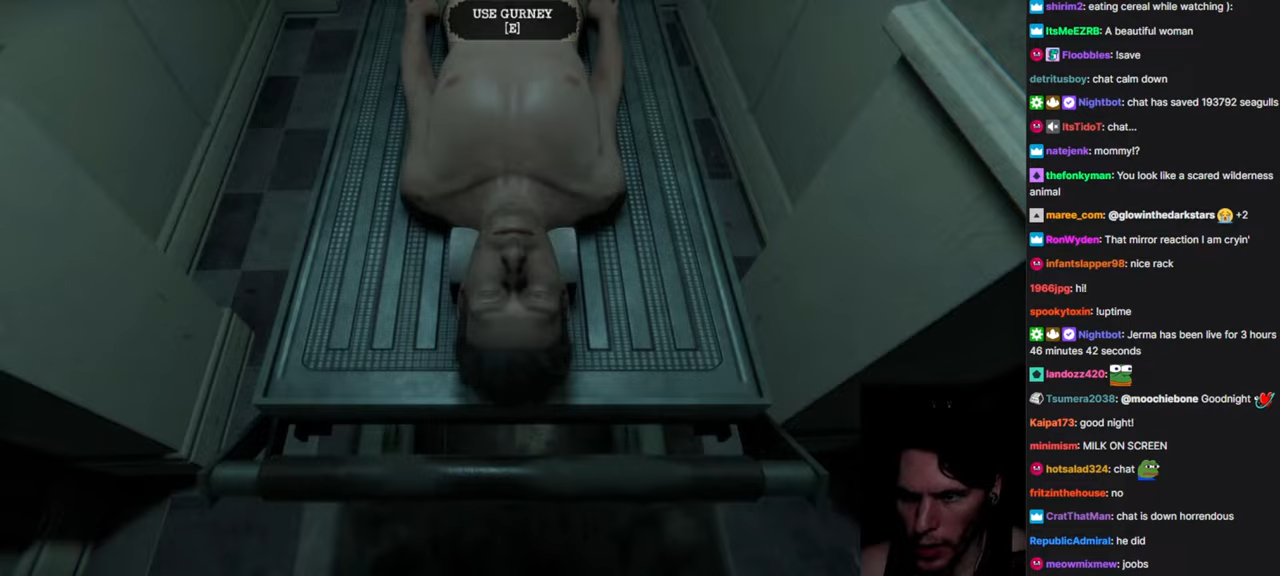 USE GURNEY
[E]
shirim2: eating cereal while watching ):
ItsMeEZRB: A beautiful woman
Floobbles: !save
detritusboy: chat calm down
Nightbot: chat has saved 193792 seagulls
ItsTidoT: chat...
natejenk: mommy!?
thefonkyman: You look like a scared wilderness
animal
maree_com: @glowinthedarkstars +2
RonWyden: That mirror reaction I am cryin'
infantslapper98: nice rack
1966jpg: hi!
spookytoxin: !uptime
Nightbot: Jerma has been live for 3 hours
46 minutes 42 seconds
landozz420:
Tsumera2038: @moochiebone Goodnight
Kaipa173: good night!
minimism: MILK ON SCREEN
hotsalad324: chat
fritzinthehouse: no
CratThatMan: chat is down horrendous
RepublicAdmiral: he did
meowmixmew: joobs